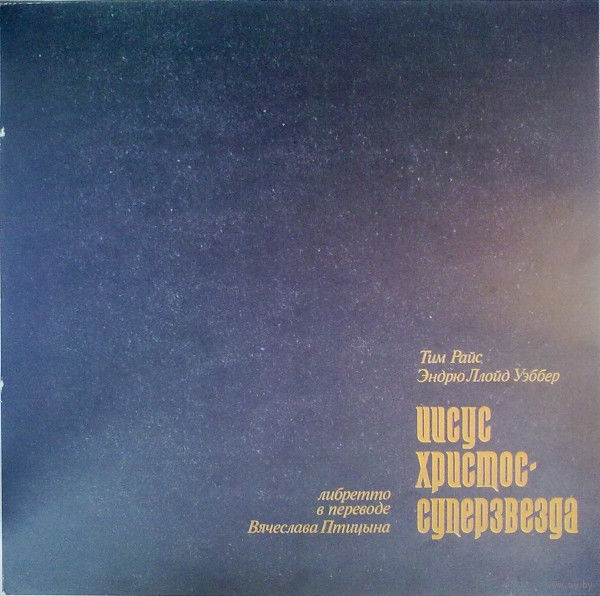 Тим Райс,
Эндрю Ллойд Уэббер
Иисус
Христос-
суперзвезда
либретто
в переводе
Вячеслава Птицына